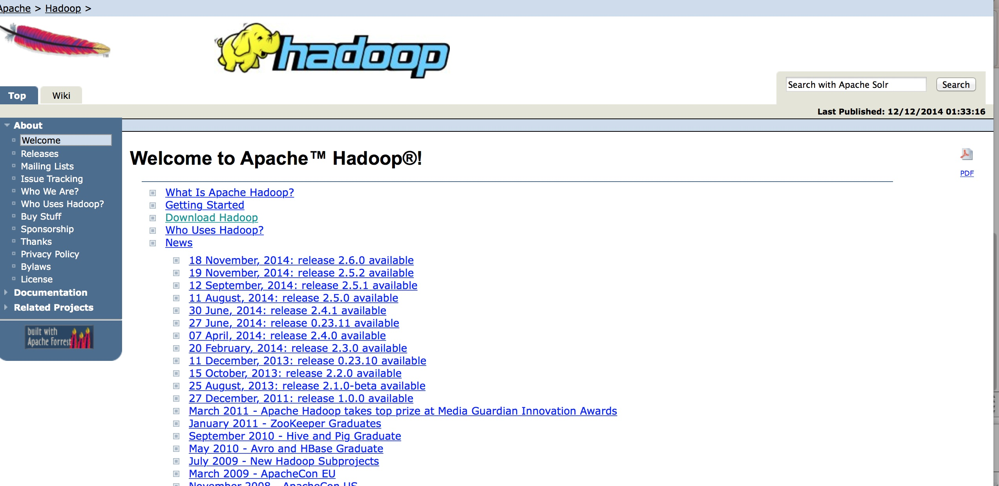 Apache > Hadoop >
TM
hadoop
Search with Apache Solr Search
Top Wiki
Last Published: 12/12/2014 01:33:16
About
Welcome
Releases
Mailing Lists
Issue Tracking
Who We Are?
Who Uses Hadoop?
Buy Stuff
Sponsorship
Thanks
Privacy Policy
Bylaws
License
Documentation
Related Projects
built with
Apache Forrest
Welcome to Apache™ Hadoop®!
PDF
What Is Apache Hadoop?
Getting Started
Download Hadoop
Who Uses Hadoop?
News
18 November, 2014: release 2.6.0 available
19 November, 2014: release 2.5.2 available
12 September, 2014: release 2.5.1 available
11 August, 2014: release 2.5.0 available
30 June, 2014: release 2.4.1 available
27 June, 2014: release 0.23.11 available
07 April, 2014: release 2.4.0 available
20 February, 2014: release 2.3.0 available
11 December, 2013: release 0.23.10 available
15 October, 2013: release 2.2.0 available
25 August, 2013: release 2.1.0-beta available
27 December, 2011: release 1.0.0 available
March 2011 - Apache Hadoop takes top prize at Media Guardian Innovation Awards
January 2011 - ZooKeeper Graduates
September 2010 - Hive and Pig Graduate
May 2010 - Avro and HBase Graduate
July 2009 - New Hadoop Subprojects
March 2009 - ApacheCon EU
November 2008 - ApacheCon US